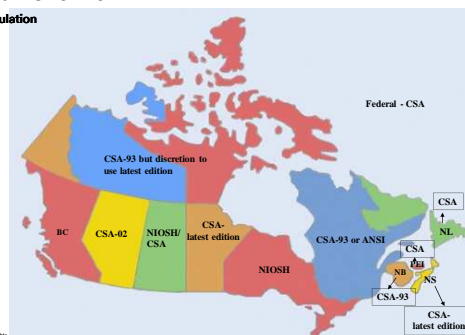 ulation
Federal - CSA
CSA-93 but discretion to
use latest edition
CSA
BC
CSA-02
NIOSH/
CSA
CSA-
latest edition
CSA-93 or ANSI
NL
CSA
PEI
NIOSH
NB
NS
CSA-93
CSA-
latest edition